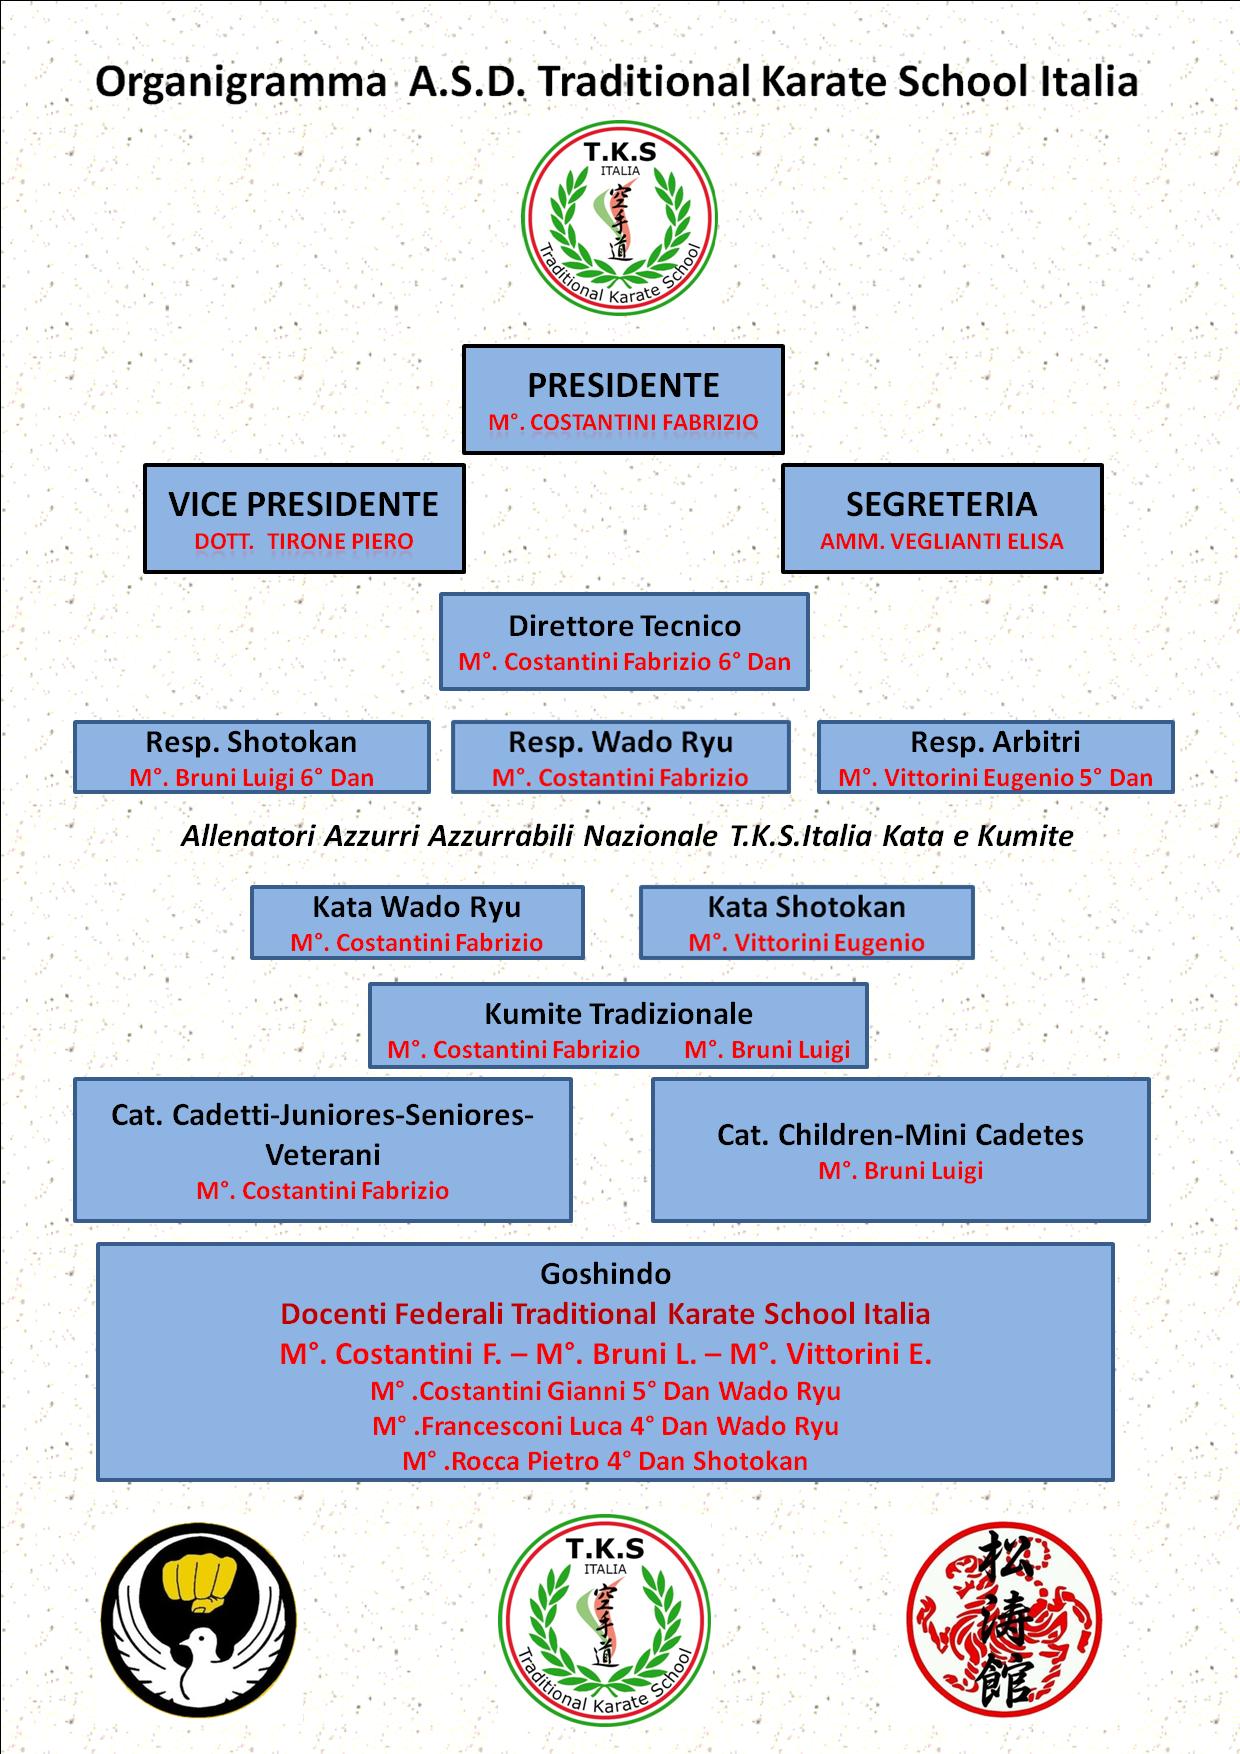 Organigramma A.S.D. Traditional Karate School Italia
T.K.S
ITALIA
空
手
道
Traditional Karate School
PRESIDENTE
M°. COSTANTINI FABRIZIO
VICE PRESIDENTE
DOTT. TIRONE PIERO
SEGRETERIA
AMM. VEGLIANTI ELISA
Direttore Tecnico
M°. Costantini Fabrizio 6° Dan
Resp. Shotokan
M°. Bruni Luigi 6° Dan
Resp. Wado Ryu
M°. Costantini Fabrizio
Resp. Arbitri
M°. Vittorini Eugenio 5° Dan
Allenatori Azzurri Azzurrabili Nazionale T.K.S.Italia Kata e Kumite
Kata Wado Ryu
M°. Costantini Fabrizio
Kata Shotokan
M°. Vittorini Eugenio
Kumite Tradizionale
M°. Costantini Fabrizio M°. Bruni Luigi
Cat. Cadetti-Juniores-Seniores-
Veterani
M°. Costantini Fabrizio
Cat. Children-Mini Cadetes
M°. Bruni Luigi
Goshindo
Docenti Federali Traditional Karate School Italia
M°. Costantini F. – M°. Bruni L. – M°. Vittorini E.
M° .Costantini Gianni 5° Dan Wado Ryu
M° .Francesconi Luca 4° Dan Wado Ryu
M° .Rocca Pietro 4° Dan Shotokan
T.K.S
ITALIA
空
手
道
Traditional Karate School
松
涛
館